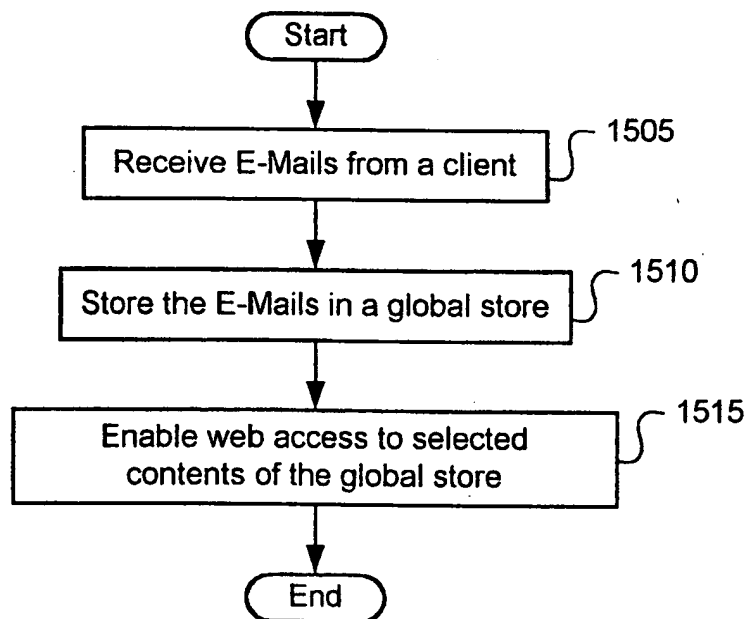 Start
Receive E-Mails from a client
1505
Store the E-Mails in a global store
1510
Enable web access to selected
contents of the global store
1515
End